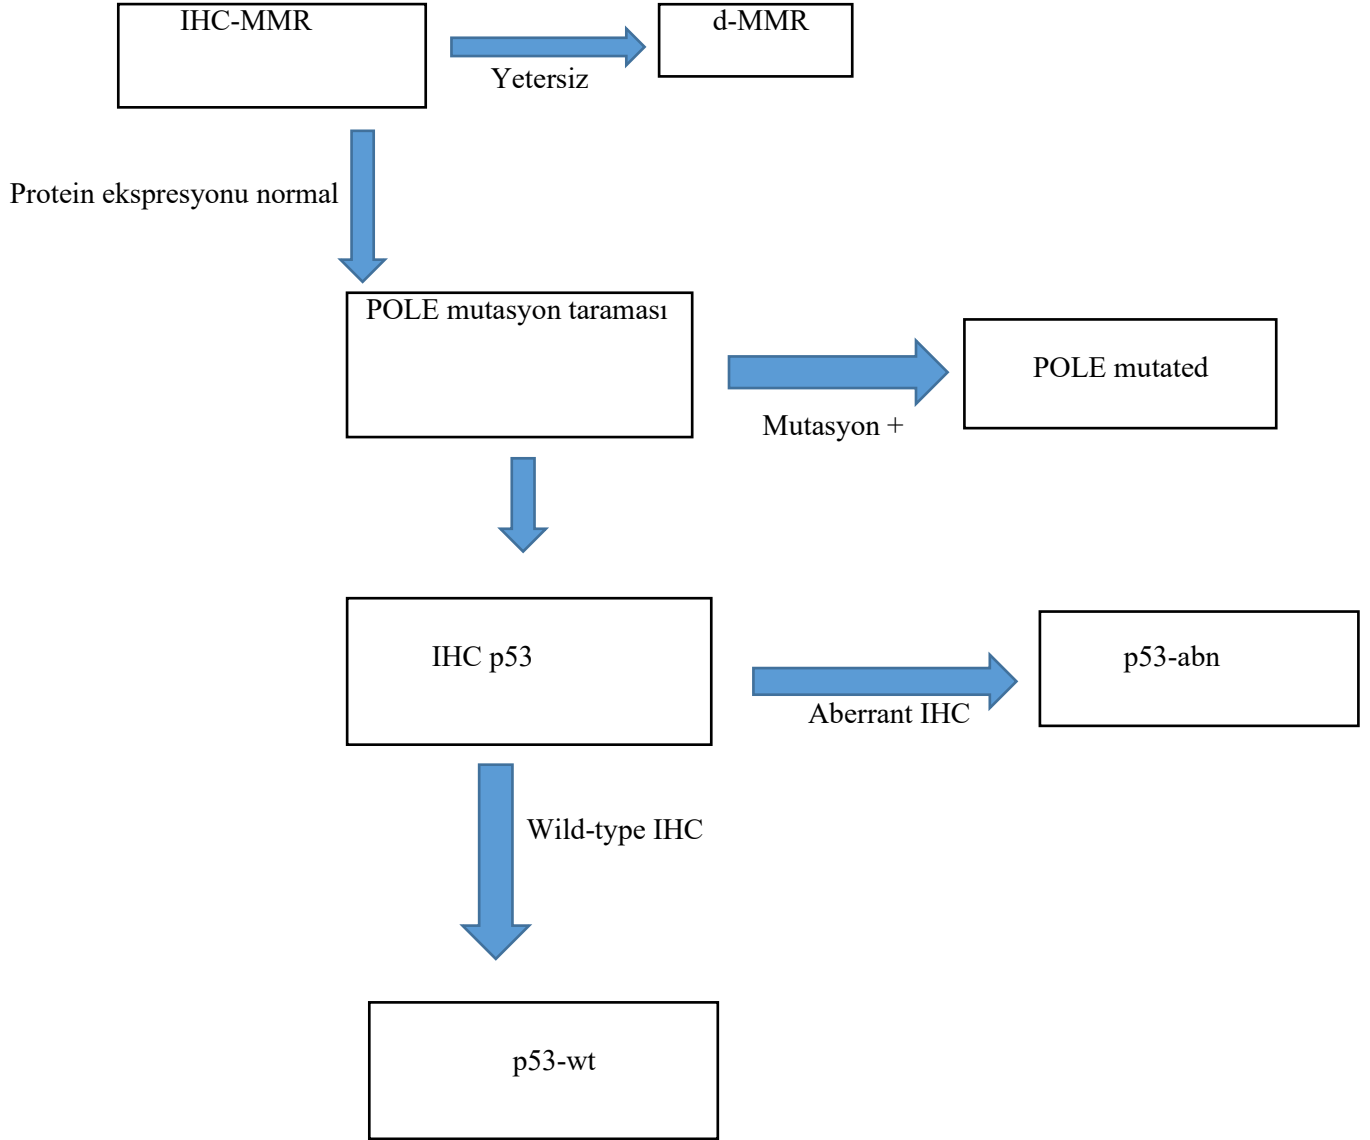 IHC-MMR
d-MMR
Yetersiz
Protein ekspresyonu normal
POLE mutasyon taraması
POLE mutated
Mutasyon +
IHC p53
p53-abn
Aberrant IHC
Wild-type IHC
p53-wt